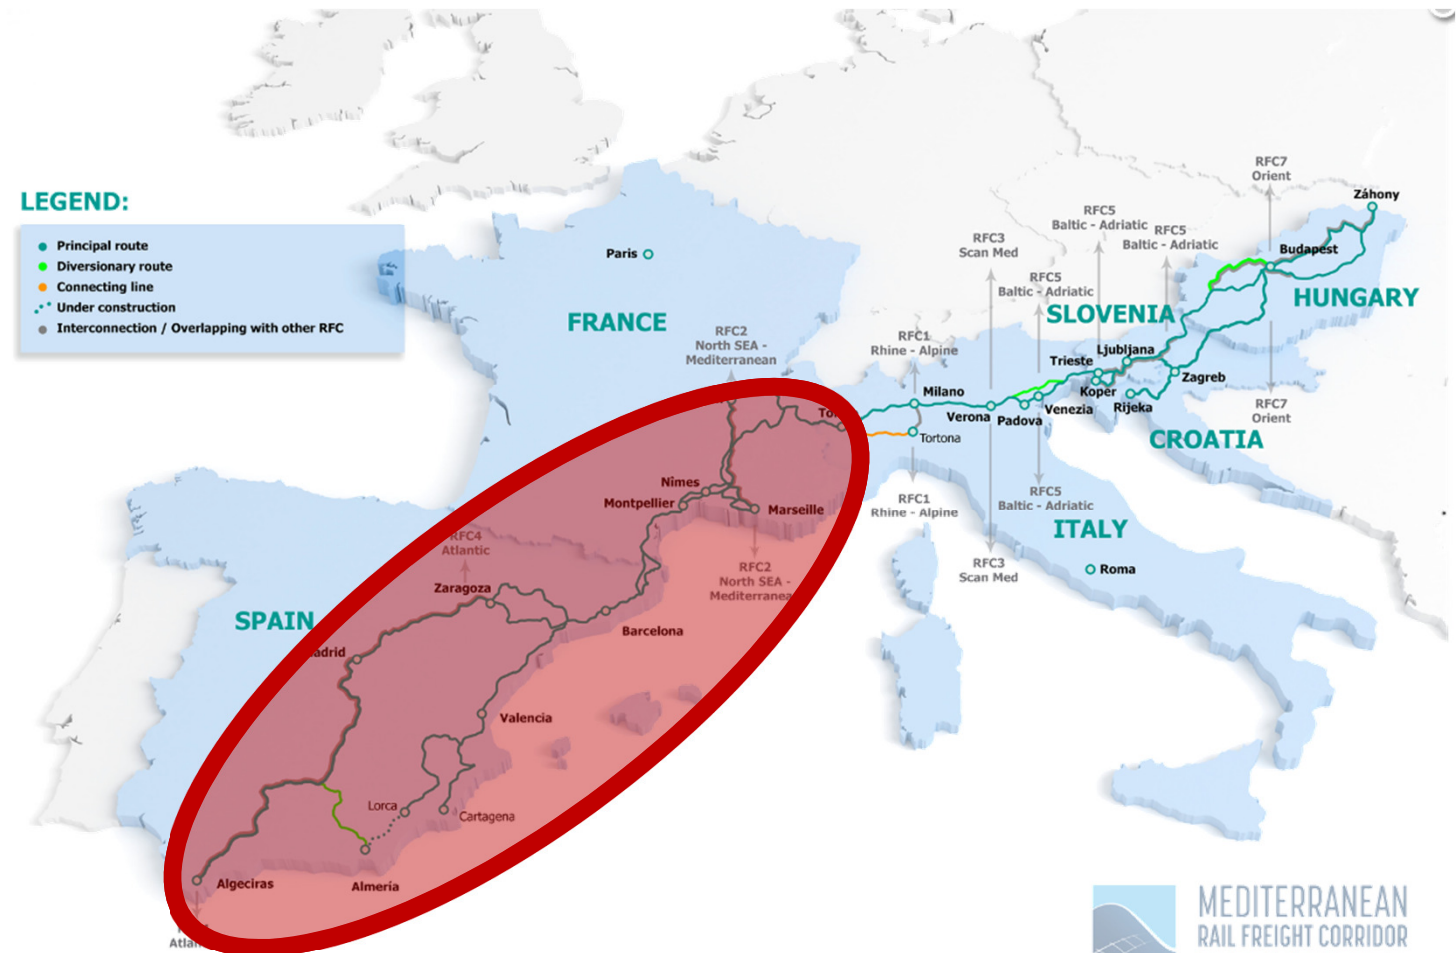 LEGEND:
Principal route
Diversionary route
Connecting line
Under construction
Interconnection / Overlapping with other RFC
Paris
FRANCE
RFC2
North SEA -
Mediterranean
RFC1
Rhine - Alpine
RFC3
Scan Med
RFC5
Baltic - Adriatic
RFC5
Baltic - Adriatic
RFC5
Baltic - Adriatic
RFC7
Orient
Záhony
Budapest
HUNGARY
SLOVENIA
Ljubljana
Trieste
Koper
Zagreb
Rijeka
RFC7
Orient
CROATIA
Milano
Verona
Padova
Venezia
Tortona
RFC1
Rhine - Alpine
RFC5
Baltic - Adriatic
ITALY
RFC3
Scan Med
Roma
Nimes
Montpellier
Marseille
RFC2
North SEA -
RFC4
Atlantic
Zaragoza
SPAIN
Barcelona
Valencia
Lorca
Cartagena
Algeciras
Almería
MEDITERRANEAN
RAIL FREIGHT CORRIDOR